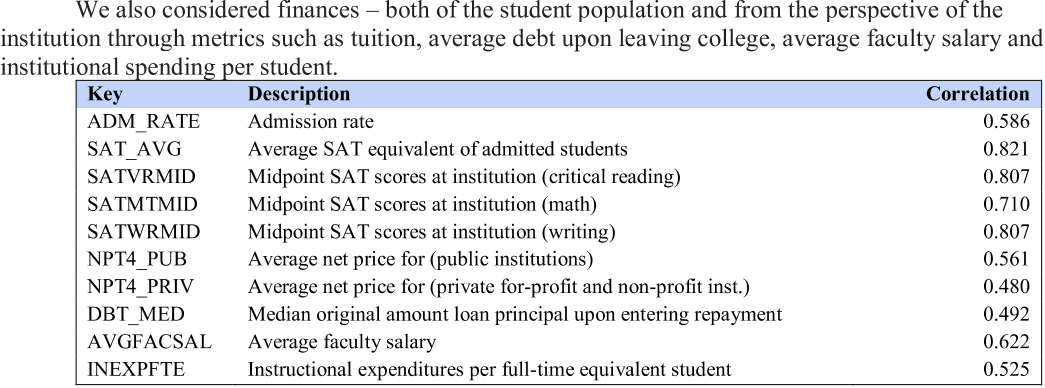 We also considered finances – both of the student population and from the perspective of the
institution through metrics such as tuition, average debt upon leaving college, average faculty salary and
institutional spending per student.
Key Description Correlation
ADM_RATE Admission rate 0.586
SAT_AVG Average SAT equivalent of admitted students 0.821
SATVRMID Midpoint SAT scores at institution (critical reading) 0.807
SATMTMID Midpoint SAT scores at institution (math) 0.710
SATWRMID Midpoint SAT scores at institution (writing) 0.807
NPT4_PUB Average net price for (public institutions) 0.561
NPT4_PRIV Average net price for (private for-profit and non-profit inst.) 0.480
DBT_MED Median original amount loan principal upon entering repayment 0.492
AVGFACSAL Average faculty salary 0.622
INEXPFTE Instructional expenditures per full-time equivalent student 0.525